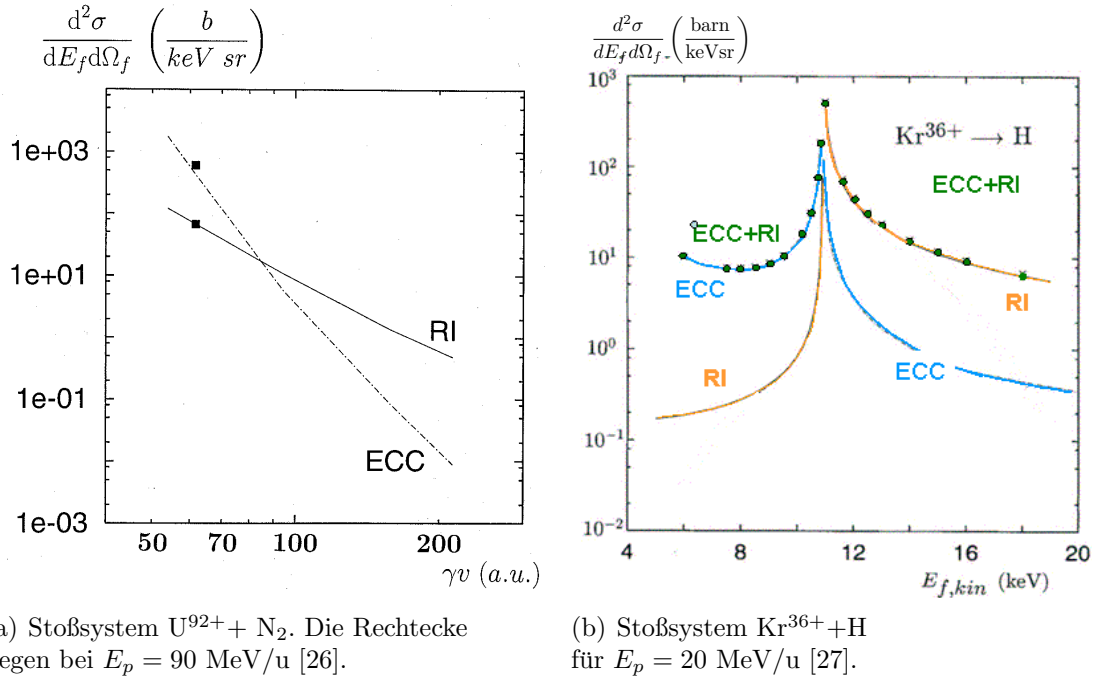 d²σ/dE_f dΩ_f (b/keV sr)
1e+03
1e+01
1e-01
1e-03
RI
ECC
50 70 100 200
γv (a.u.)
a) Stoßsystem U⁹²⁺+ N₂. Die Rechtecke
egen bei E_p = 90 MeV/u [26].
d²σ/dE_f dΩ_f (barn/keVsr)
10³
10²
10¹
10⁰
10⁻¹
10⁻²
Kr³⁶⁺ → H
ECC+RI
ECC+RI
ECC
RI
RI
ECC
4 8 12 16 20
E_f,kin (keV)
(b) Stoßsystem Kr³⁶⁺+H
für E_p = 20 MeV/u [27].